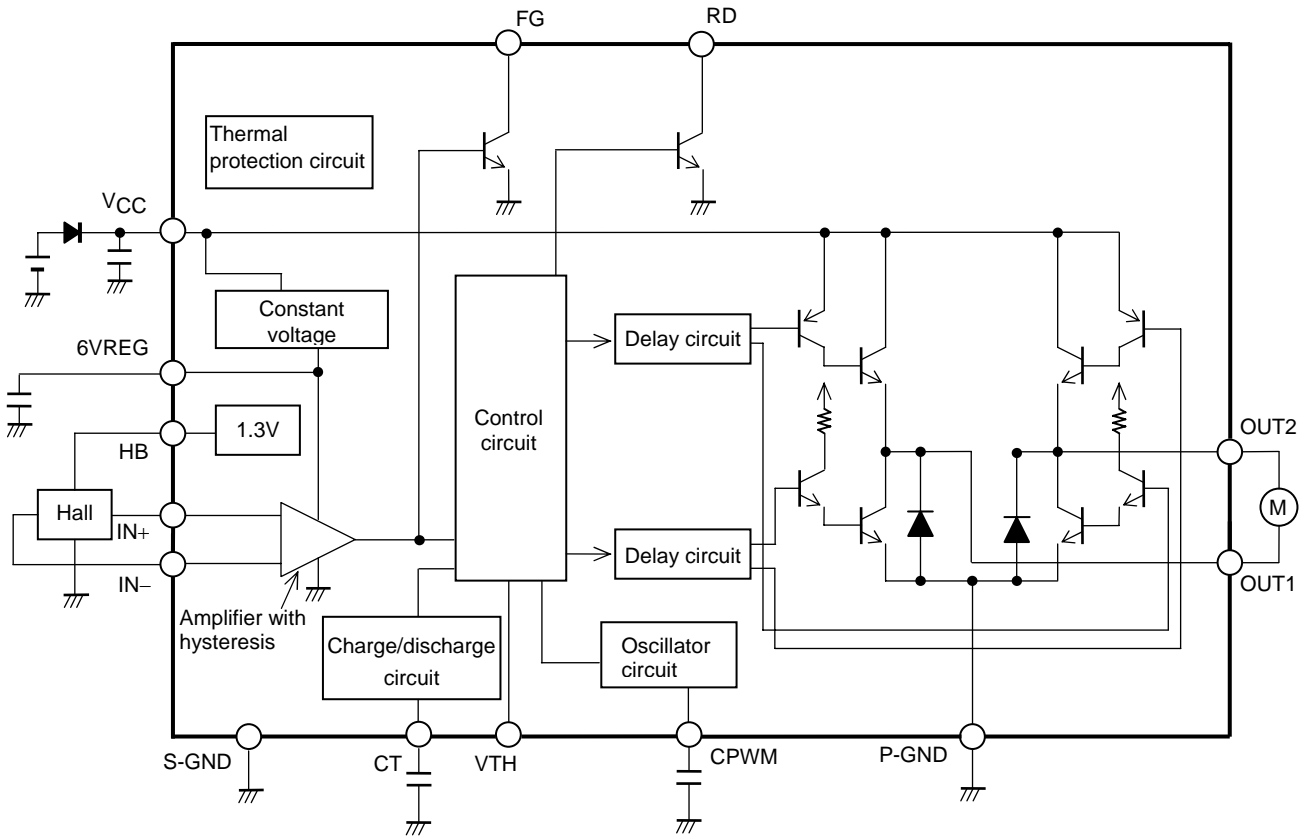 FG
RD
Thermal
protection circuit
VCC
Constant
voltage
Delay circuit
6VREG
Control
circuit
1.3V
HB
OUT2
Hall
IN+
M
IN−
Delay circuit
OUT1
Amplifier with
hysteresis
Charge/discharge
circuit
Oscillator
circuit
S-GND
CT
VTH
CPWM
P-GND